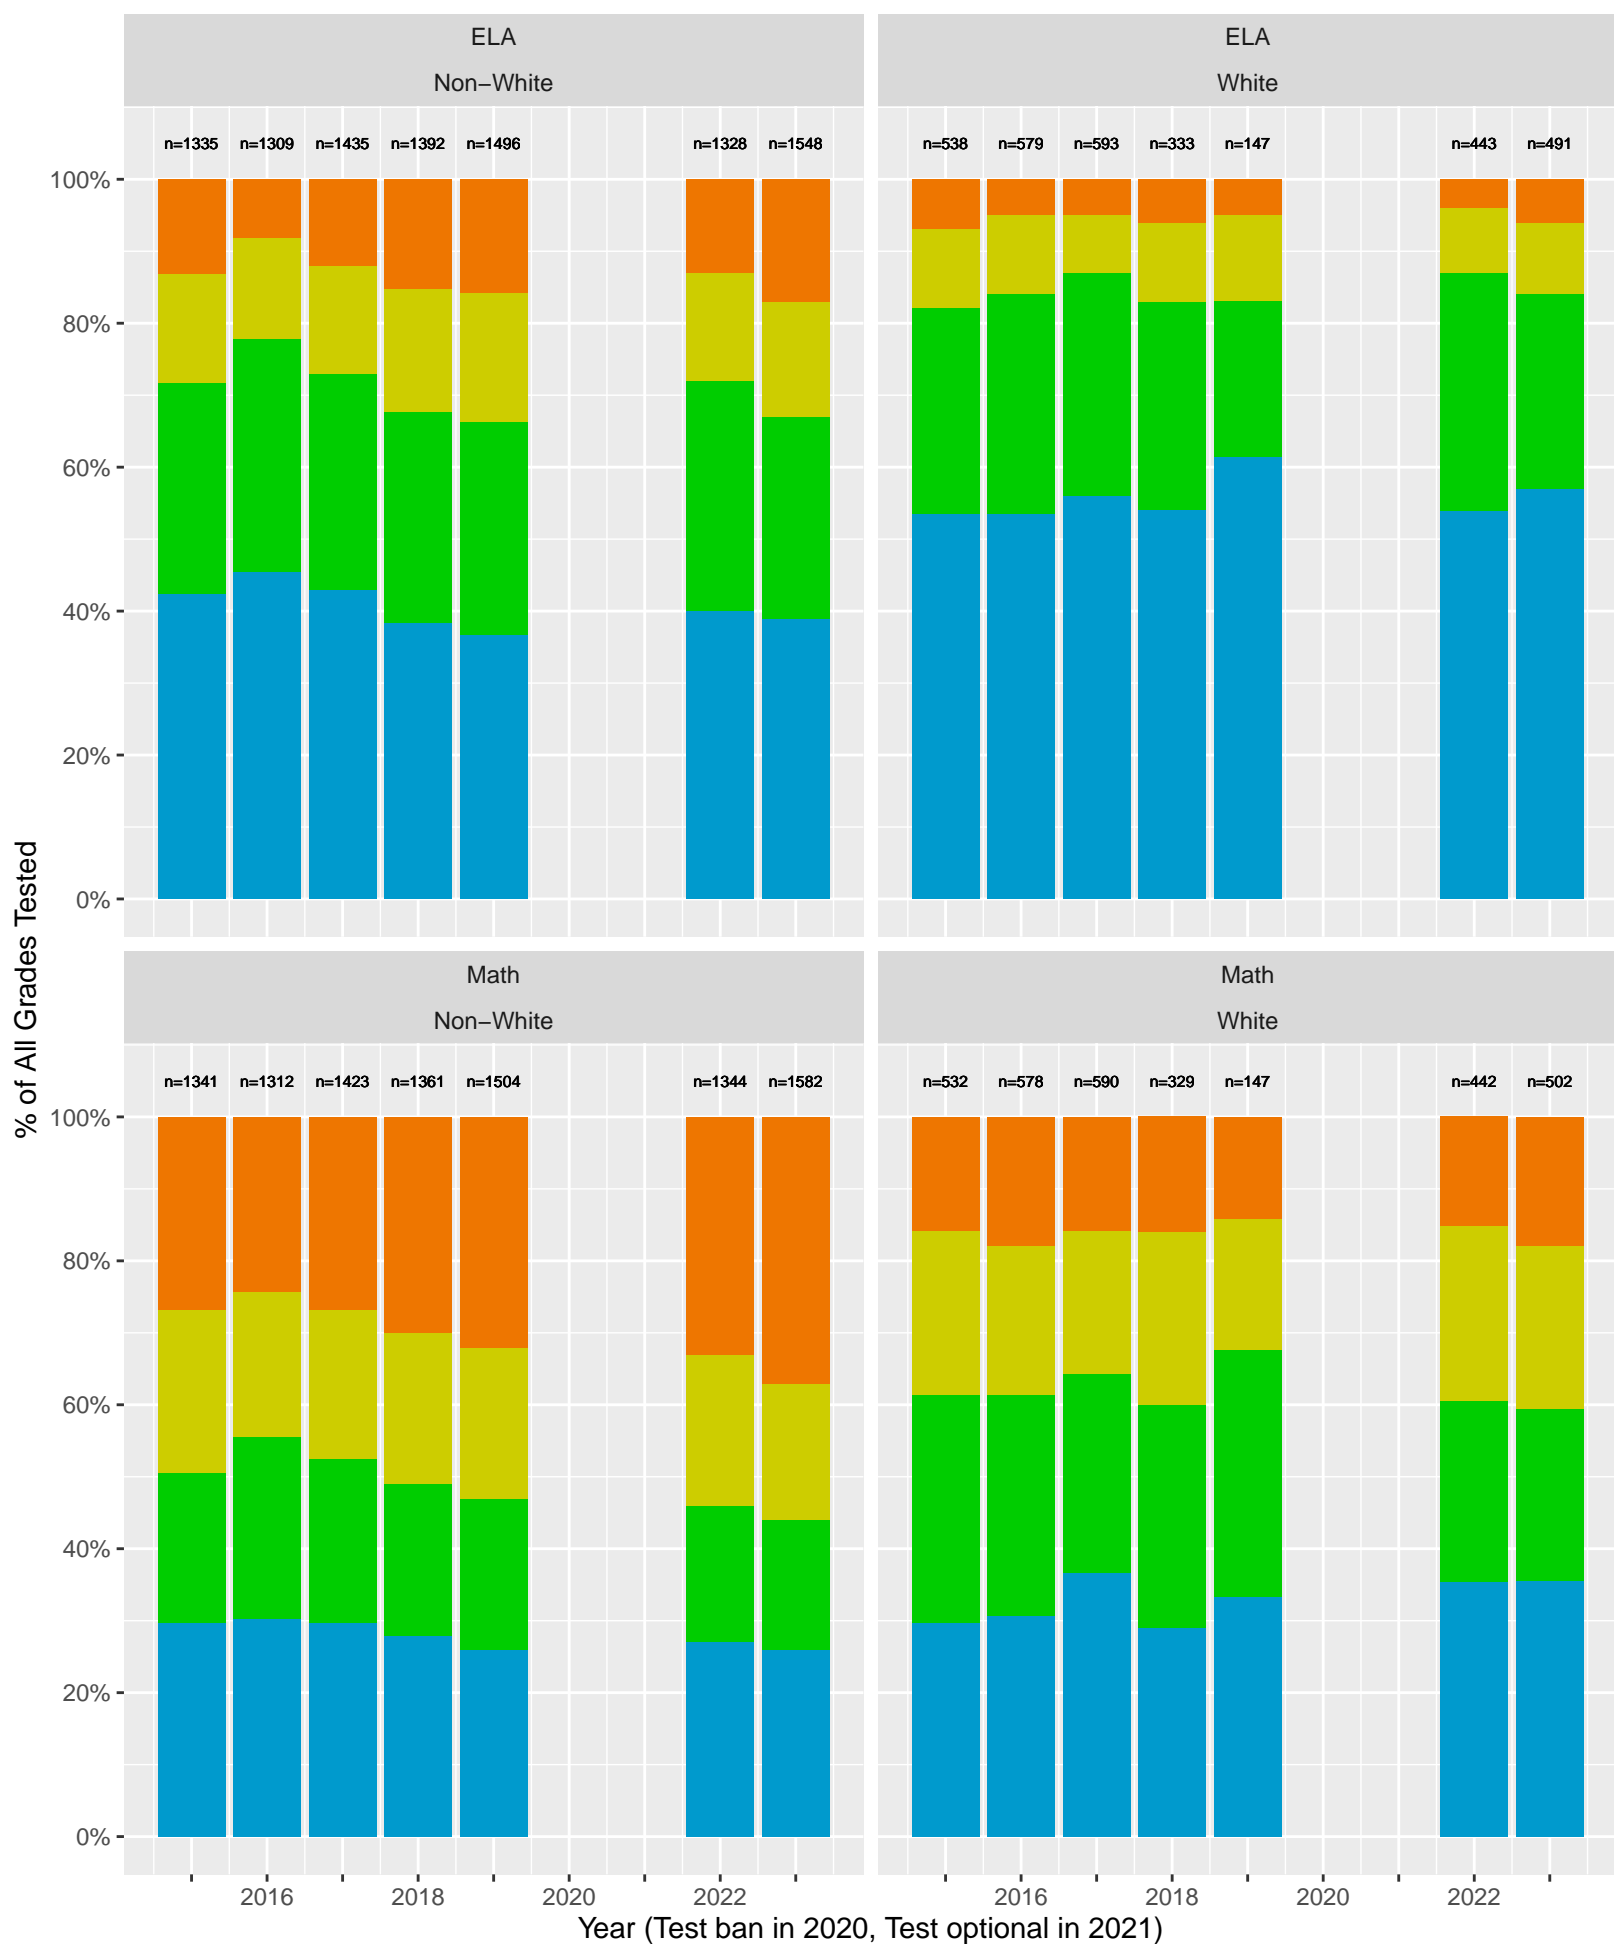 ELA
Non−White
ELA
White
n=1335 n=1309 n=1435 n=1392 n=1496 n=1328 n=1548
n=538 n=579 n=593 n=333 n=147 n=443 n=491
100%
80%
60%
40%
20%
0%
% of All Grades Tested
Math
Non−White
Math
White
n=1341 n=1312 n=1423 n=1361 n=1504 n=1344 n=1582
n=532 n=578 n=590 n=329 n=147 n=442 n=502
100%
80%
60%
40%
20%
0%
2016 2018 2020 2022
2016 2018 2020 2022
Year (Test ban in 2020, Test optional in 2021)